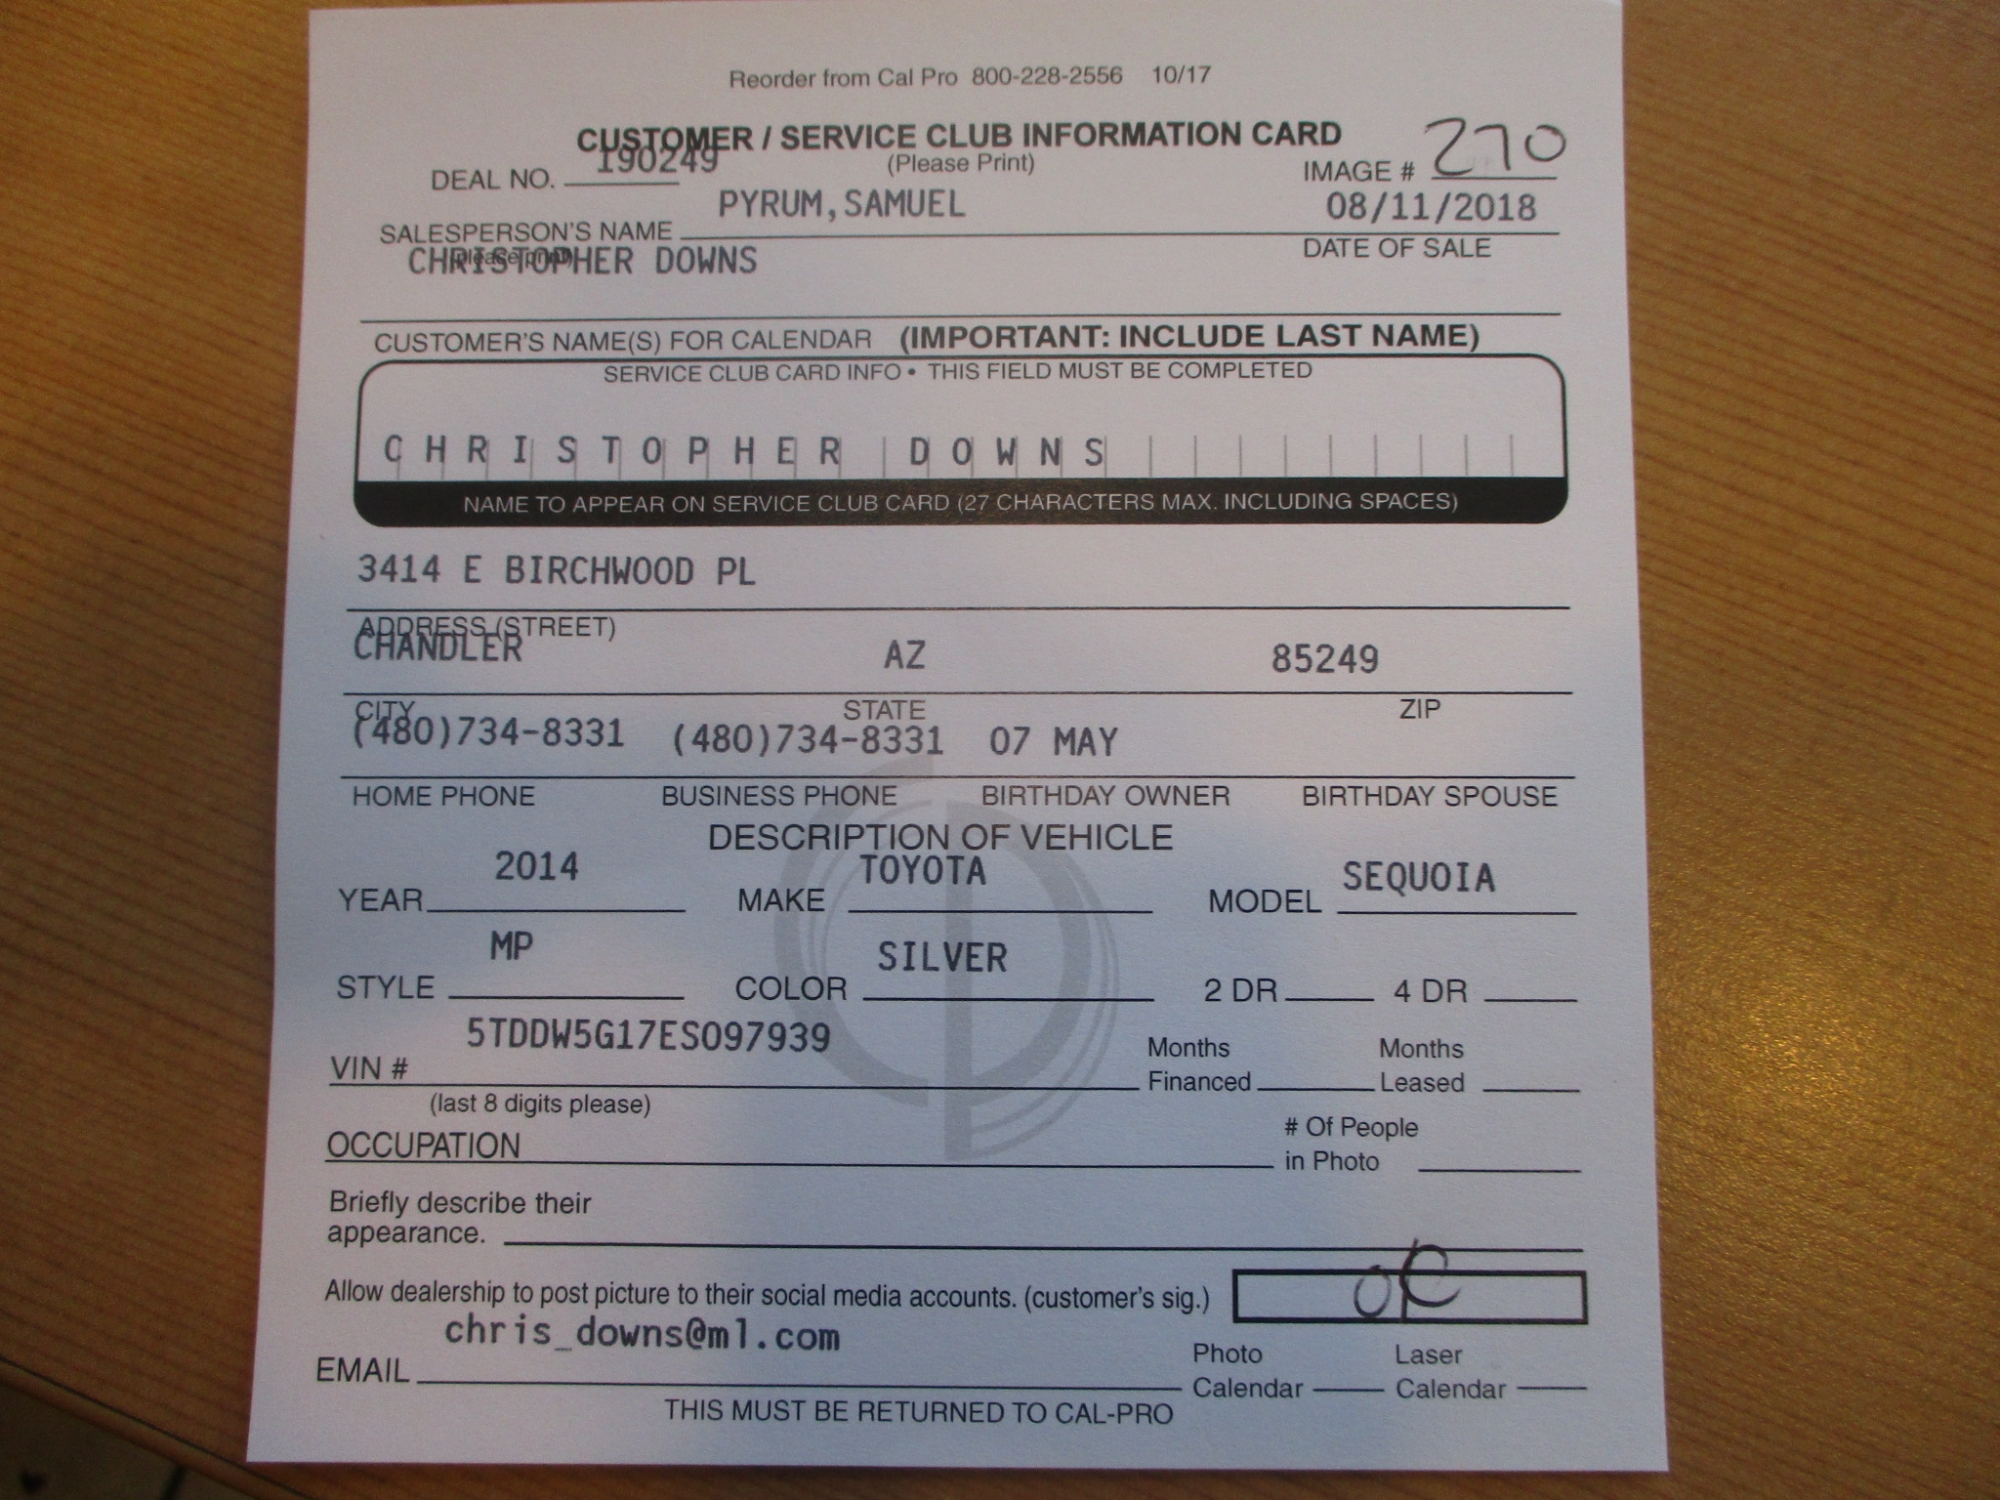 Reorder from Cal Pro 800-228-2556 10/17
CUSTOMER / SERVICE CLUB INFORMATION CARD
(Please Print)
DEAL NO. 190249
IMAGE # 270
SALESPERSON'S NAME PYRUM, SAMUEL
(please print)
08/11/2018
DATE OF SALE
CHRISTOPHER DOWNS
CUSTOMER'S NAME(S) FOR CALENDAR (IMPORTANT: INCLUDE LAST NAME)
SERVICE CLUB CARD INFO • THIS FIELD MUST BE COMPLETED
CHRISTOPHER DOWNS
NAME TO APPEAR ON SERVICE CLUB CARD (27 CHARACTERS MAX. INCLUDING SPACES)
3414 E BIRCHWOOD PL
ADDRESS (STREET)
CHANDLER AZ 85249
CITY STATE ZIP
(480)734-8331 (480)734-8331 07 MAY
HOME PHONE BUSINESS PHONE BIRTHDAY OWNER BIRTHDAY SPOUSE
DESCRIPTION OF VEHICLE
YEAR 2014 MAKE TOYOTA MODEL SEQUOIA
STYLE MP COLOR SILVER 2 DR 4 DR
VIN # 5TDDW5G17ES097939
(last 8 digits please)
Months Financed
Months Leased
OCCUPATION
# Of People in Photo
Briefly describe their
appearance.
Allow dealership to post picture to their social media accounts. (customer's sig.)
EMAIL chris_downs@ml.com
Photo Calendar
Laser Calendar
THIS MUST BE RETURNED TO CAL-PRO